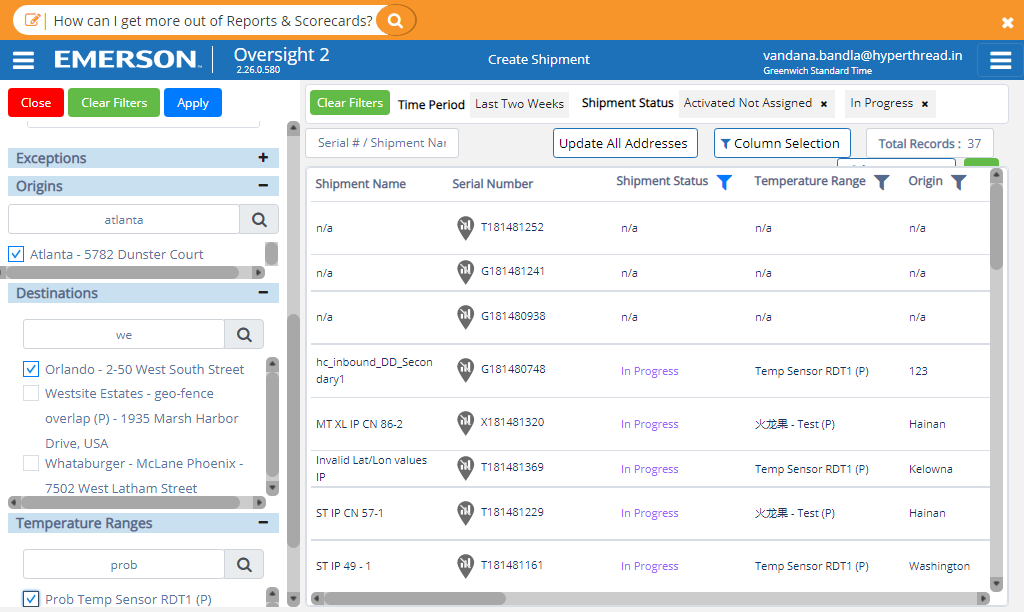 How can I get more out of Reports & Scorecards?
EMERSON
Oversight 2
2.26.0.580
Create Shipment
vandana.bandla@hyperthread.in
Greenwich Standard Time
Close
Clear Filters
Apply
Exceptions
Origins
atlanta
Atlanta - 5782 Dunster Court
Destinations
we
Orlando - 2-50 West South Street
Westsite Estates - geo-fence
overlap (P) - 1935 Marsh Harbor
Drive, USA
Whataburger - McLane Phoenix -
7502 West Latham Street
Temperature Ranges
prob
Prob Temp Sensor RDT1 (P)
Clear Filters
Time Period
Last Two Weeks
Shipment Status
Activated Not Assigned ×
In Progress ×
Serial # / Shipment Nai
Update All Addresses
Column Selection
Total Records : 37
Shipment Name Serial Number Shipment Status Temperature Range Origin
n/a T181481252 n/a n/a n/a
n/a G181481241 n/a n/a n/a
n/a G181480938 n/a n/a n/a
hc_inbound_DD_Secon
dary1 G181480748 In Progress Temp Sensor RDT1 (P) 123
MT XL IP CN 86-2 X181481320 In Progress 火龙果 - Test (P) Hainan
Invalid Lat/Lon values
IP T181481369 In Progress Temp Sensor RDT1 (P) Kelowna
ST IP CN 57-1 T181481229 In Progress 火龙果 - Test (P) Hainan
ST IP 49 - 1 T181481161 In Progress Temp Sensor RDT1 (P) Washington